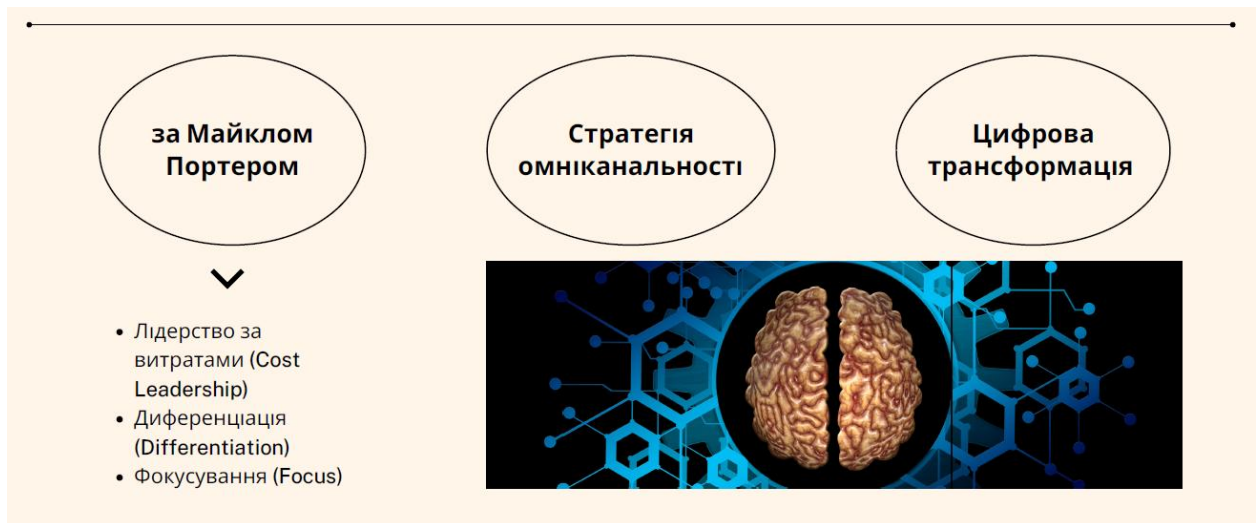 за Майклом
Портером
Стратегія
омніканальності
Цифрова
трансформація
• Лідерство за
витратами (Cost
Leadership)
• Диференціація
(Differentiation)
• Фокусування (Focus)